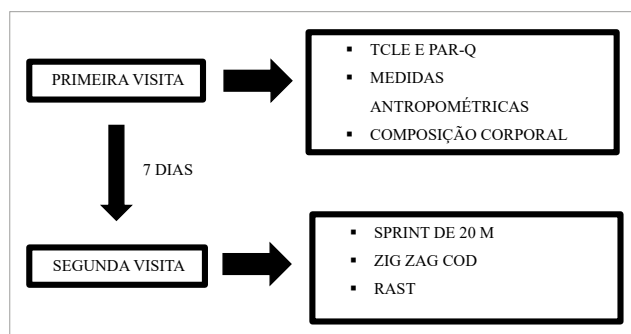 PRIMEIRA VISITA
▪ TCLE E PAR-Q
▪ MEDIDAS
ANTROPOMÉTRICAS
▪ COMPOSIÇÃO CORPORAL
7 DIAS
SEGUNDA VISITA
▪ SPRINT DE 20 M
▪ ZIG ZAG COD
▪ RAST